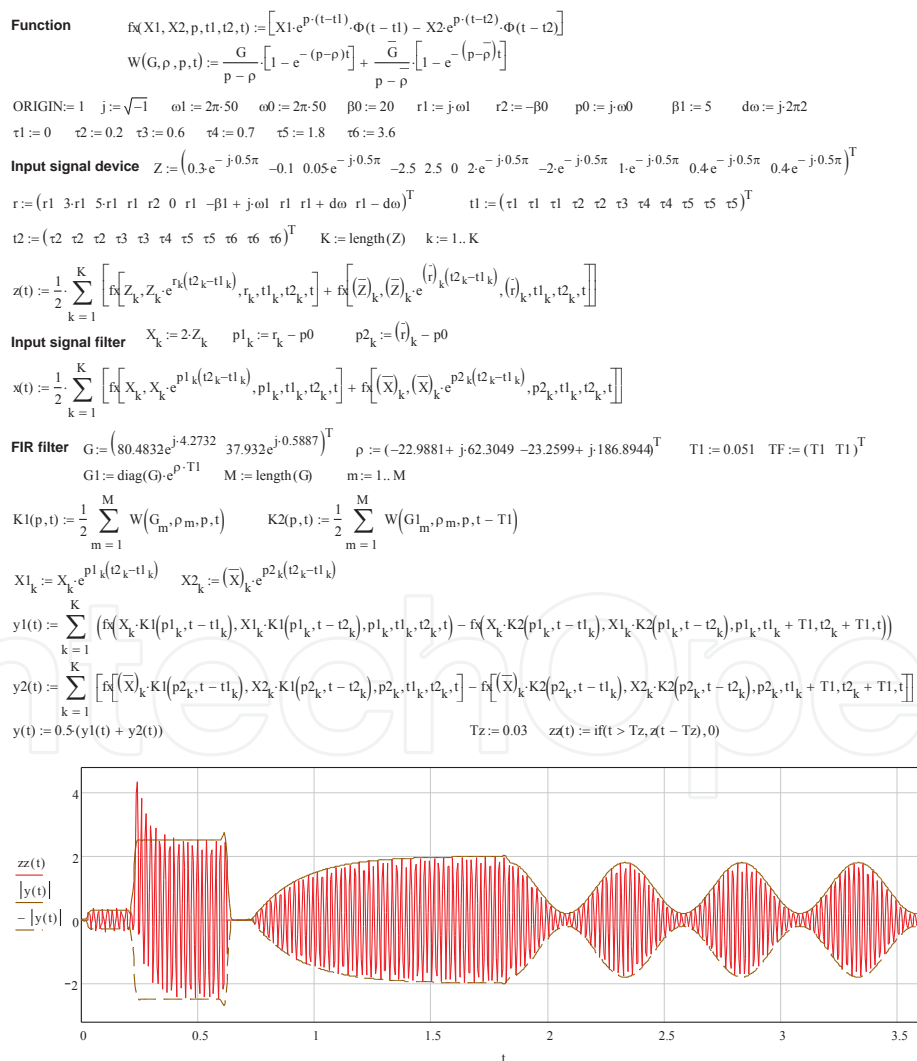 Function fx(X1, X2, p, t1, t2, t) := [X1·e^{p·(t−t1)}·Φ(t − t1) − X2·e^{p·(t−t2)}·Φ(t − t2)]
W(G, ρ, p, t) := G/(p − ρ)·[1 − e^{−(p−ρ)t}] + G̅/(p − ρ̅)·[1 − e^{−(p−ρ̅)t}]
ORIGIN:= 1 j := √−1 ω1 := 2π·50 ω0 := 2π·50 β0 := 20 r1 := j·ω1 r2 := −β0 p0 := j·ω0 β1 := 5 dω := j·2π2
τ1 := 0 τ2 := 0.2 τ3 := 0.6 τ4 := 0.7 τ5 := 1.8 τ6 := 3.6
Input signal device Z := (0.3·e^{−j·0.5π} −0.1 0.05·e^{−j·0.5π} −2.5 2.5 0 2·e^{−j·0.5π} −2·e^{−j·0.5π} 1·e^{−j·0.5π} 0.4·e^{−j·0.5π} 0.4·e^{−j·0.5π})^T
r := (r1 3·r1 5·r1 r1 r2 0 r1 −β1 + j·ω1 r1 r1 + dω r1 − dω)^T t1 := (τ1 τ1 τ1 τ2 τ2 τ3 τ4 τ4 τ5 τ5 τ5)^T
t2 := (τ2 τ2 τ2 τ3 τ3 τ4 τ5 τ5 τ6 τ6 τ6)^T K := length(Z) k := 1.. K
z(t) := 1/2·∑_{k = 1}^{K} [fx[Z_k, Z_k·e^{r_k(t2_k−t1_k)}, r_k, t1_k, t2_k, t] + fx[(Z̅)_k, (Z̅)_k·e^{(r̅)_k(t2_k−t1_k)}, (r̅)_k, t1_k, t2_k, t]]
Input signal filter X_k := 2·Z_k p1_k := r_k − p0 p2_k := (r̅)_k − p0
x(t) := 1/2·∑_{k = 1}^{K} [fx[X_k, X_k·e^{p1_k(t2_k−t1_k)}, p1_k, t1_k, t2_k, t] + fx[(X̅)_k, (X̅)_k·e^{p2_k(t2_k−t1_k)}, p2_k, t1_k, t2_k, t]]
FIR filter G := (80.4832e^{j·4.2732} 37.932e^{j·0.5887})^T ρ := (−22.9881+ j·62.3049 −23.2599+ j·186.8944)^T T1 := 0.051 TF := (T1 T1)^T
G1 := diag(G)·e^{ρ·T1} M := length(G) m := 1.. M
K1(p, t) := 1/2 ∑_{m = 1}^{M} W(G_m, ρ_m, p, t) K2(p, t) := 1/2 ∑_{m = 1}^{M} W(G1_m, ρ_m, p, t − T1)
X1_k := X_k·e^{p1_k(t2_k−t1_k)} X2_k := (X̅)_k·e^{p2_k(t2_k−t1_k)}
y1(t) := ∑_{k = 1}^{K} (fx(X_k·K1(p1_k, t − t1_k), X1_k·K1(p1_k, t − t2_k), p1_k, t1_k, t2_k, t) − fx(X_k·K2(p1_k, t − t1_k), X1_k·K2(p1_k, t − t2_k), p1_k, t1_k + T1, t2_k + T1, t))
y2(t) := ∑_{k = 1}^{K} [fx[(X̅)_k·K1(p2_k, t − t1_k), X2_k·K1(p2_k, t − t2_k), p2_k, t1_k, t2_k, t] − fx[(X̅)_k·K2(p2_k, t − t1_k), X2_k·K2(p2_k, t − t2_k), p2_k, t1_k + T1, t2_k + T1, t]]
y(t) := 0.5·(y1(t) + y2(t)) Tz := 0.03 zz(t) := if(t > Tz, z(t − Tz), 0)
ntechOpe
4
2
0
−2
zz(t)
|y(t)|
− |y(t)|
0 0.5 1 1.5 2 2.5 3 3.5
t